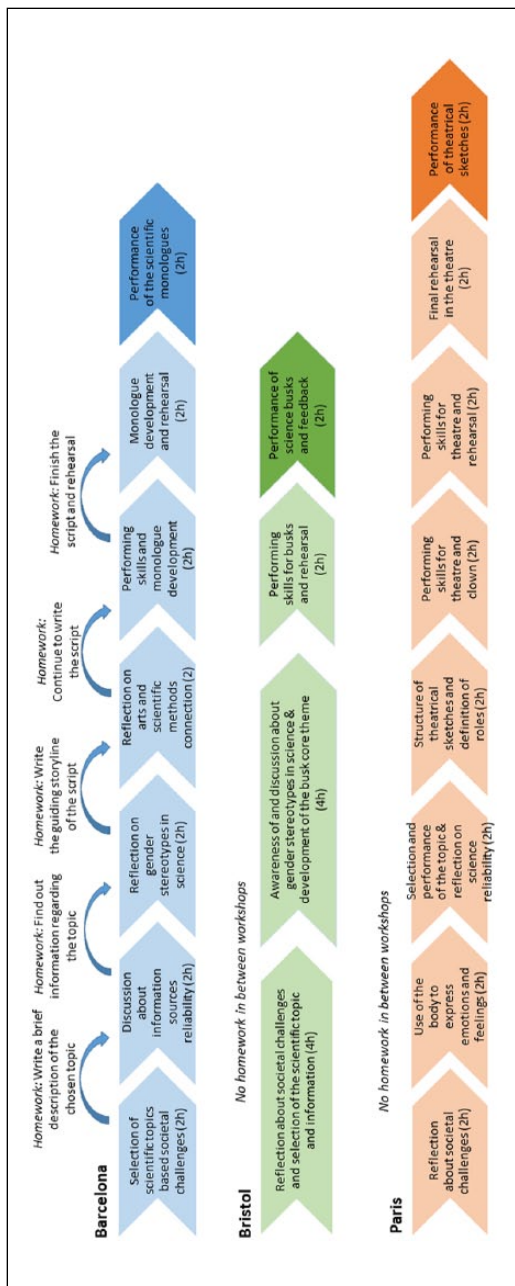 Homework: Write a brief
description of the
chosen topic
Homework: Find out
information regarding
the topic
Homework: Write
the guiding storyline
of the script
Homework:
Continue to write
the script
Homework: Finish the
script and rehearsal
Barcelona
Selection of
scientific topics
based societal
challenges (2h)
Discussion about
information
sources
reliability (2h)
Reflection on
gender
stereotypes in
science (2h)
Reflection on
arts and
scientific
methods
connection (2)
Performing
skills and
monologue
development
(2h)
Monologue
development
and rehearsal
(2h)
Performance
of the scientific
monologues
(2h)
No homework in between workshops
Bristol
Reflection about societal challenges
and selection of the scientific topic
and information (4h)
Awareness of and discussion about
gender stereotypes in science &
development of the busk core theme
(4h)
Performing
skills for busks
and rehearsal
(2h)
Performance of
science busks
and feedback
(2h)
No homework in between workshops
Paris
Reflection
about societal
challenges (2h)
Use of the
body to
express
emotions and
feelings (2h)
Selection and
performance
of the topic &
reflection on
science
reliability (2h)
Structure of
theatrical
sketches and
definition of
roles (2h)
Performing
skills for
theatre and
clown (2h)
Performing
skills for
theatre and
rehearsal (2h)
Final rehearsal
in the theatre
(2h)
Performance
of theatrical
sketches (2h)